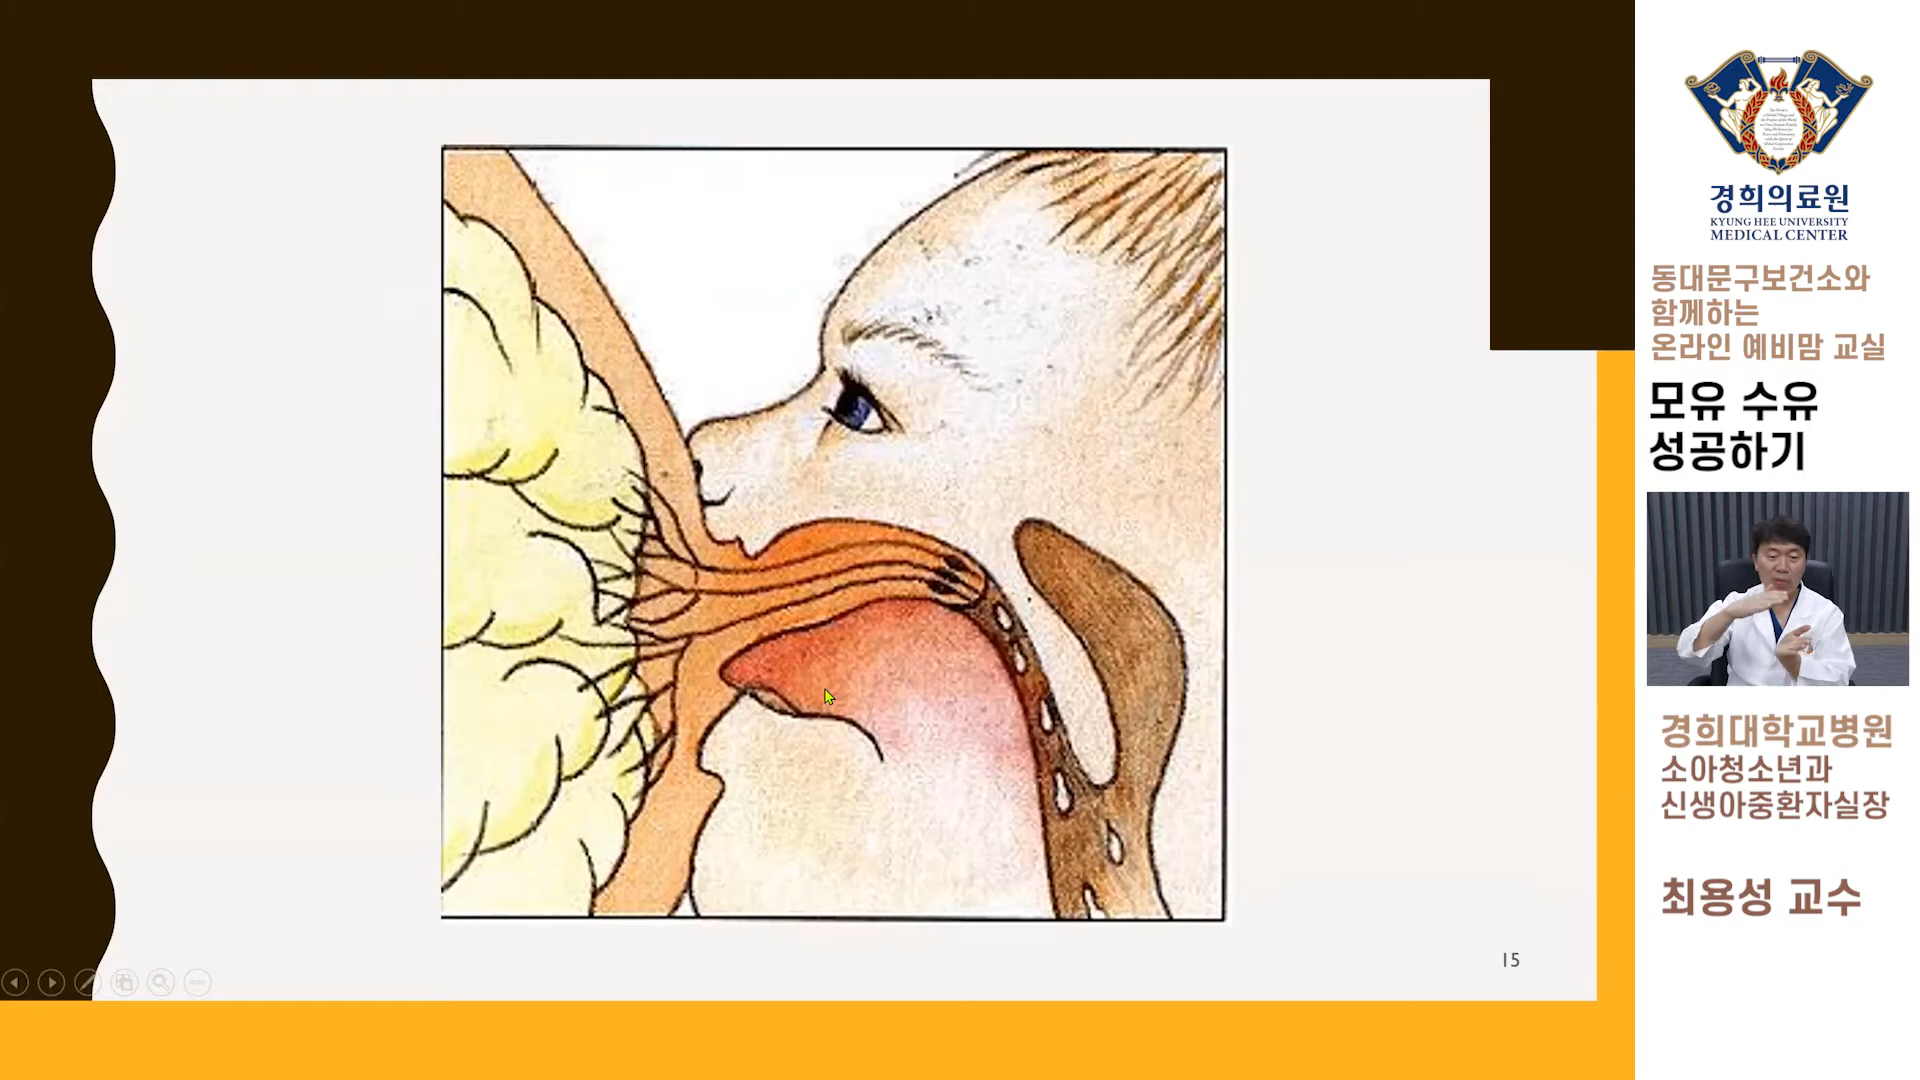 경희의료원
KYUNG HEE UNIVERSITY
MEDICAL CENTER
동대문구보건소와
함께하는
온라인 예비맘 교실
모유 수유
성공하기
경희대학교병원
소아청소년과
신생아중환자실장
최용성 교수
15